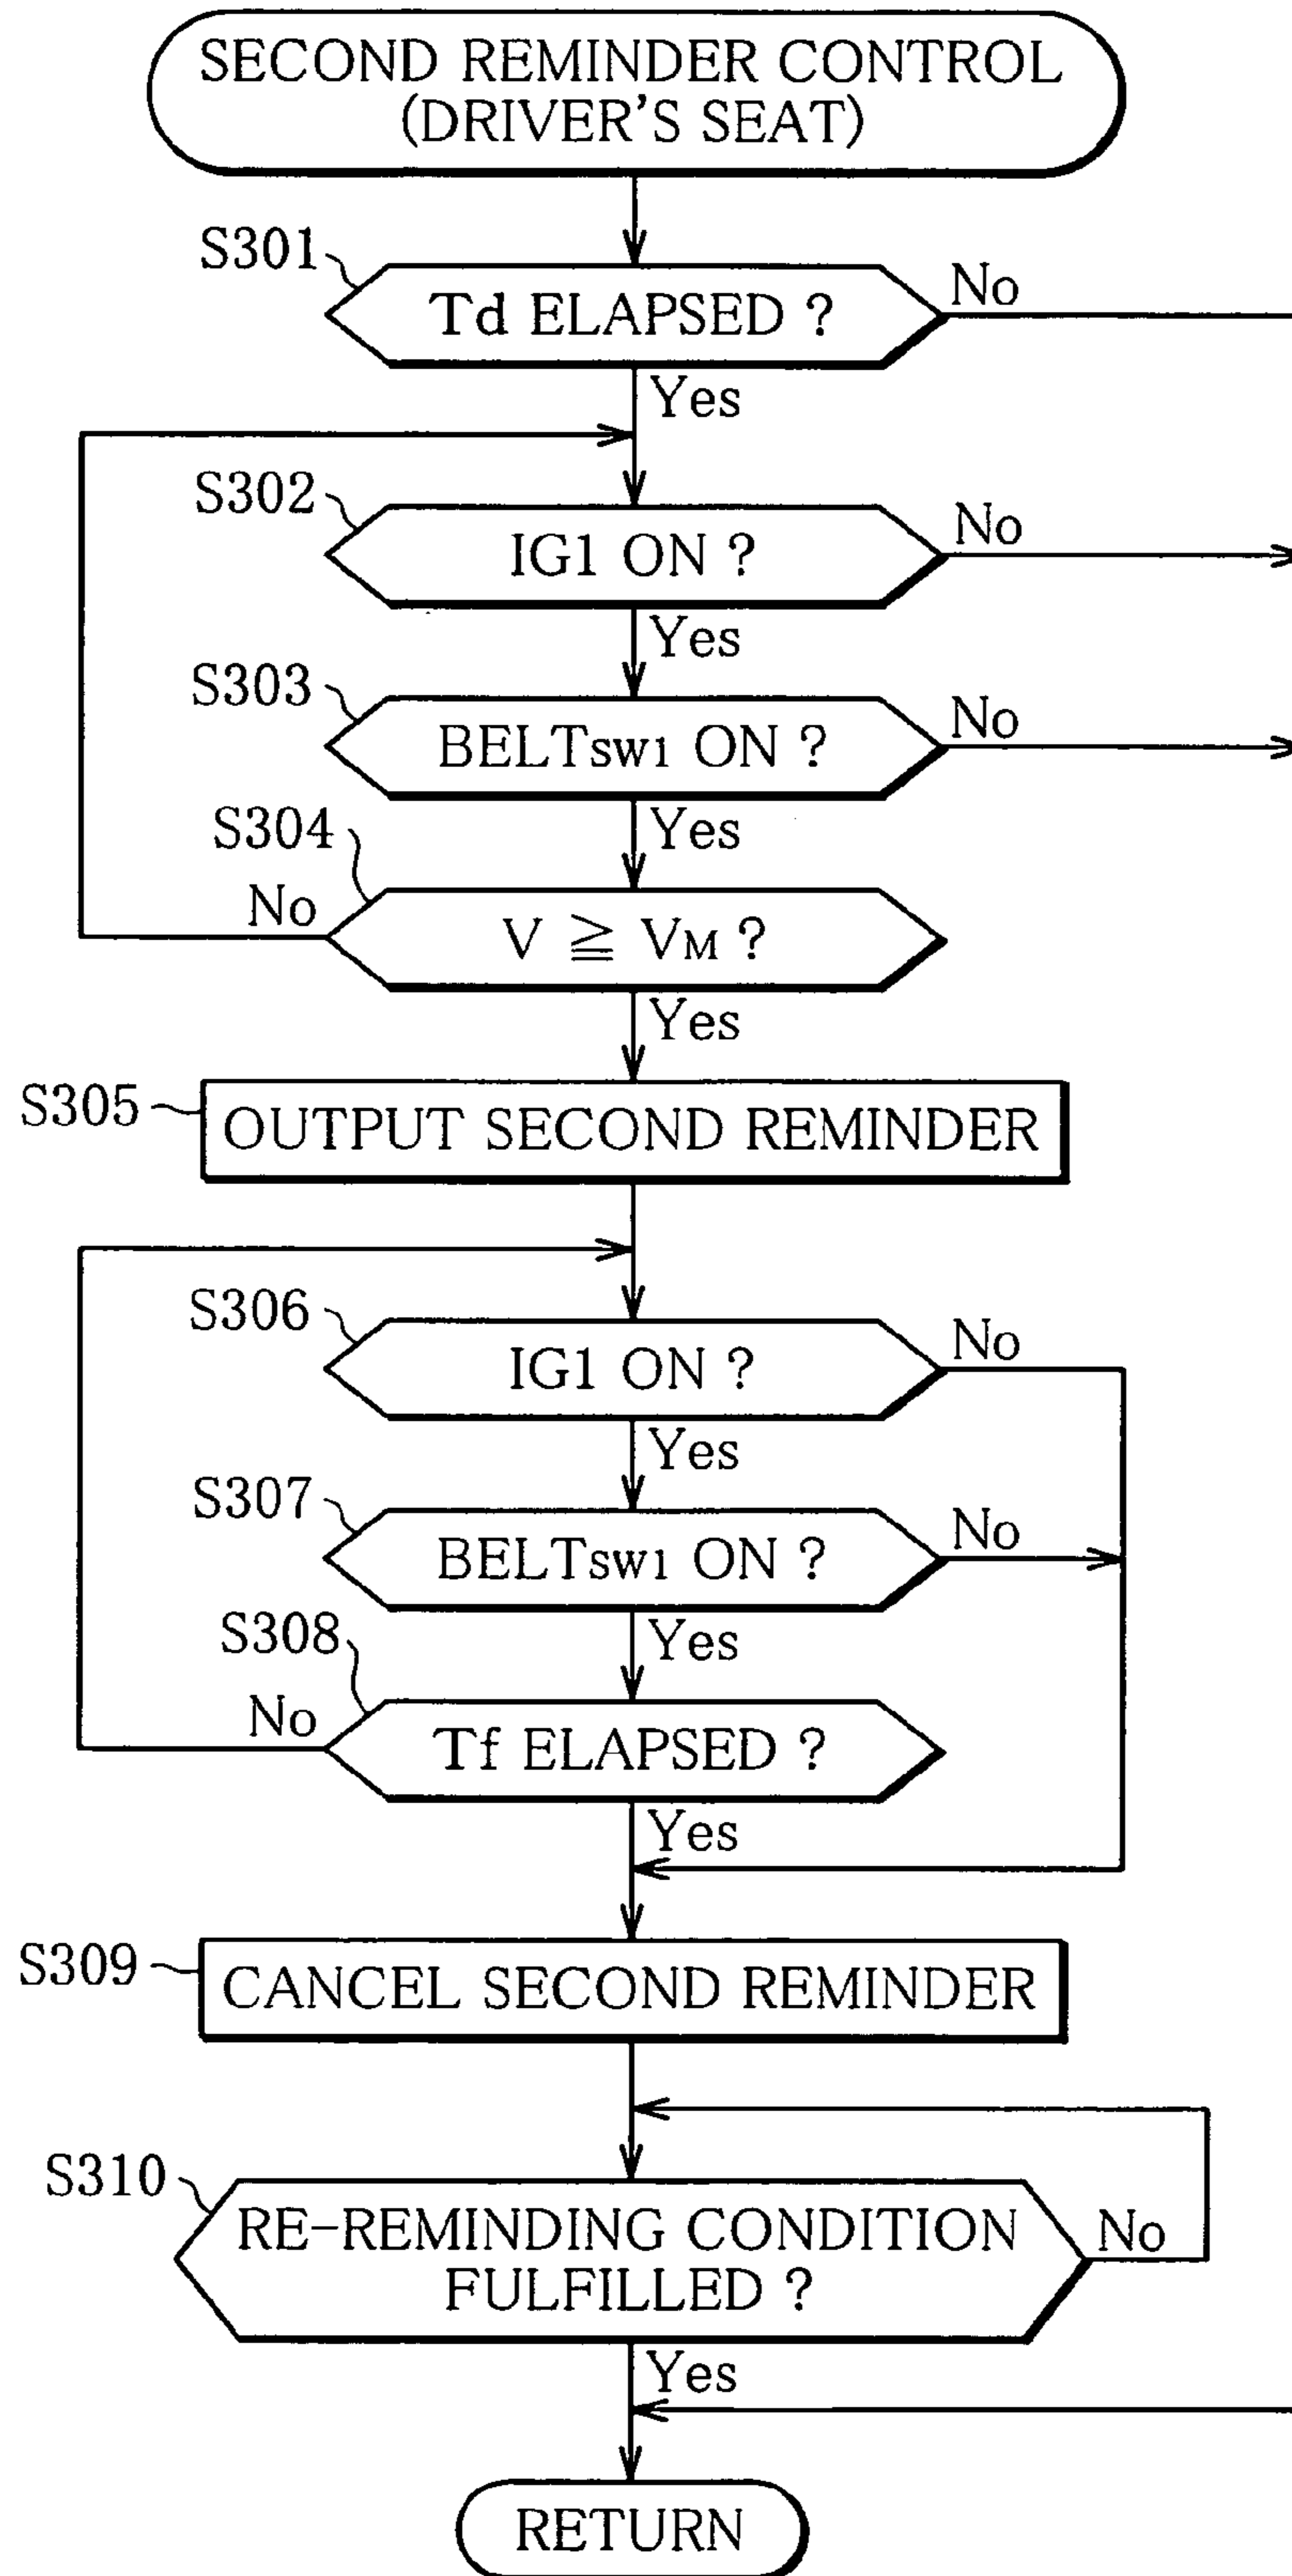 SECOND REMINDER CONTROL
(DRIVER'S SEAT)
S301
Td ELAPSED ?
No
Yes
S302
IG1 ON ?
No
Yes
S303
BELTsw1 ON ?
No
Yes
S304
No
V ≧ VM ?
Yes
S305
OUTPUT SECOND REMINDER
S306
IG1 ON ?
No
Yes
S307
BELTsw1 ON ?
No
Yes
S308
No
Tf ELAPSED ?
Yes
S309
CANCEL SECOND REMINDER
S310
RE-REMINDING CONDITION
FULFILLED ?
No
Yes
RETURN